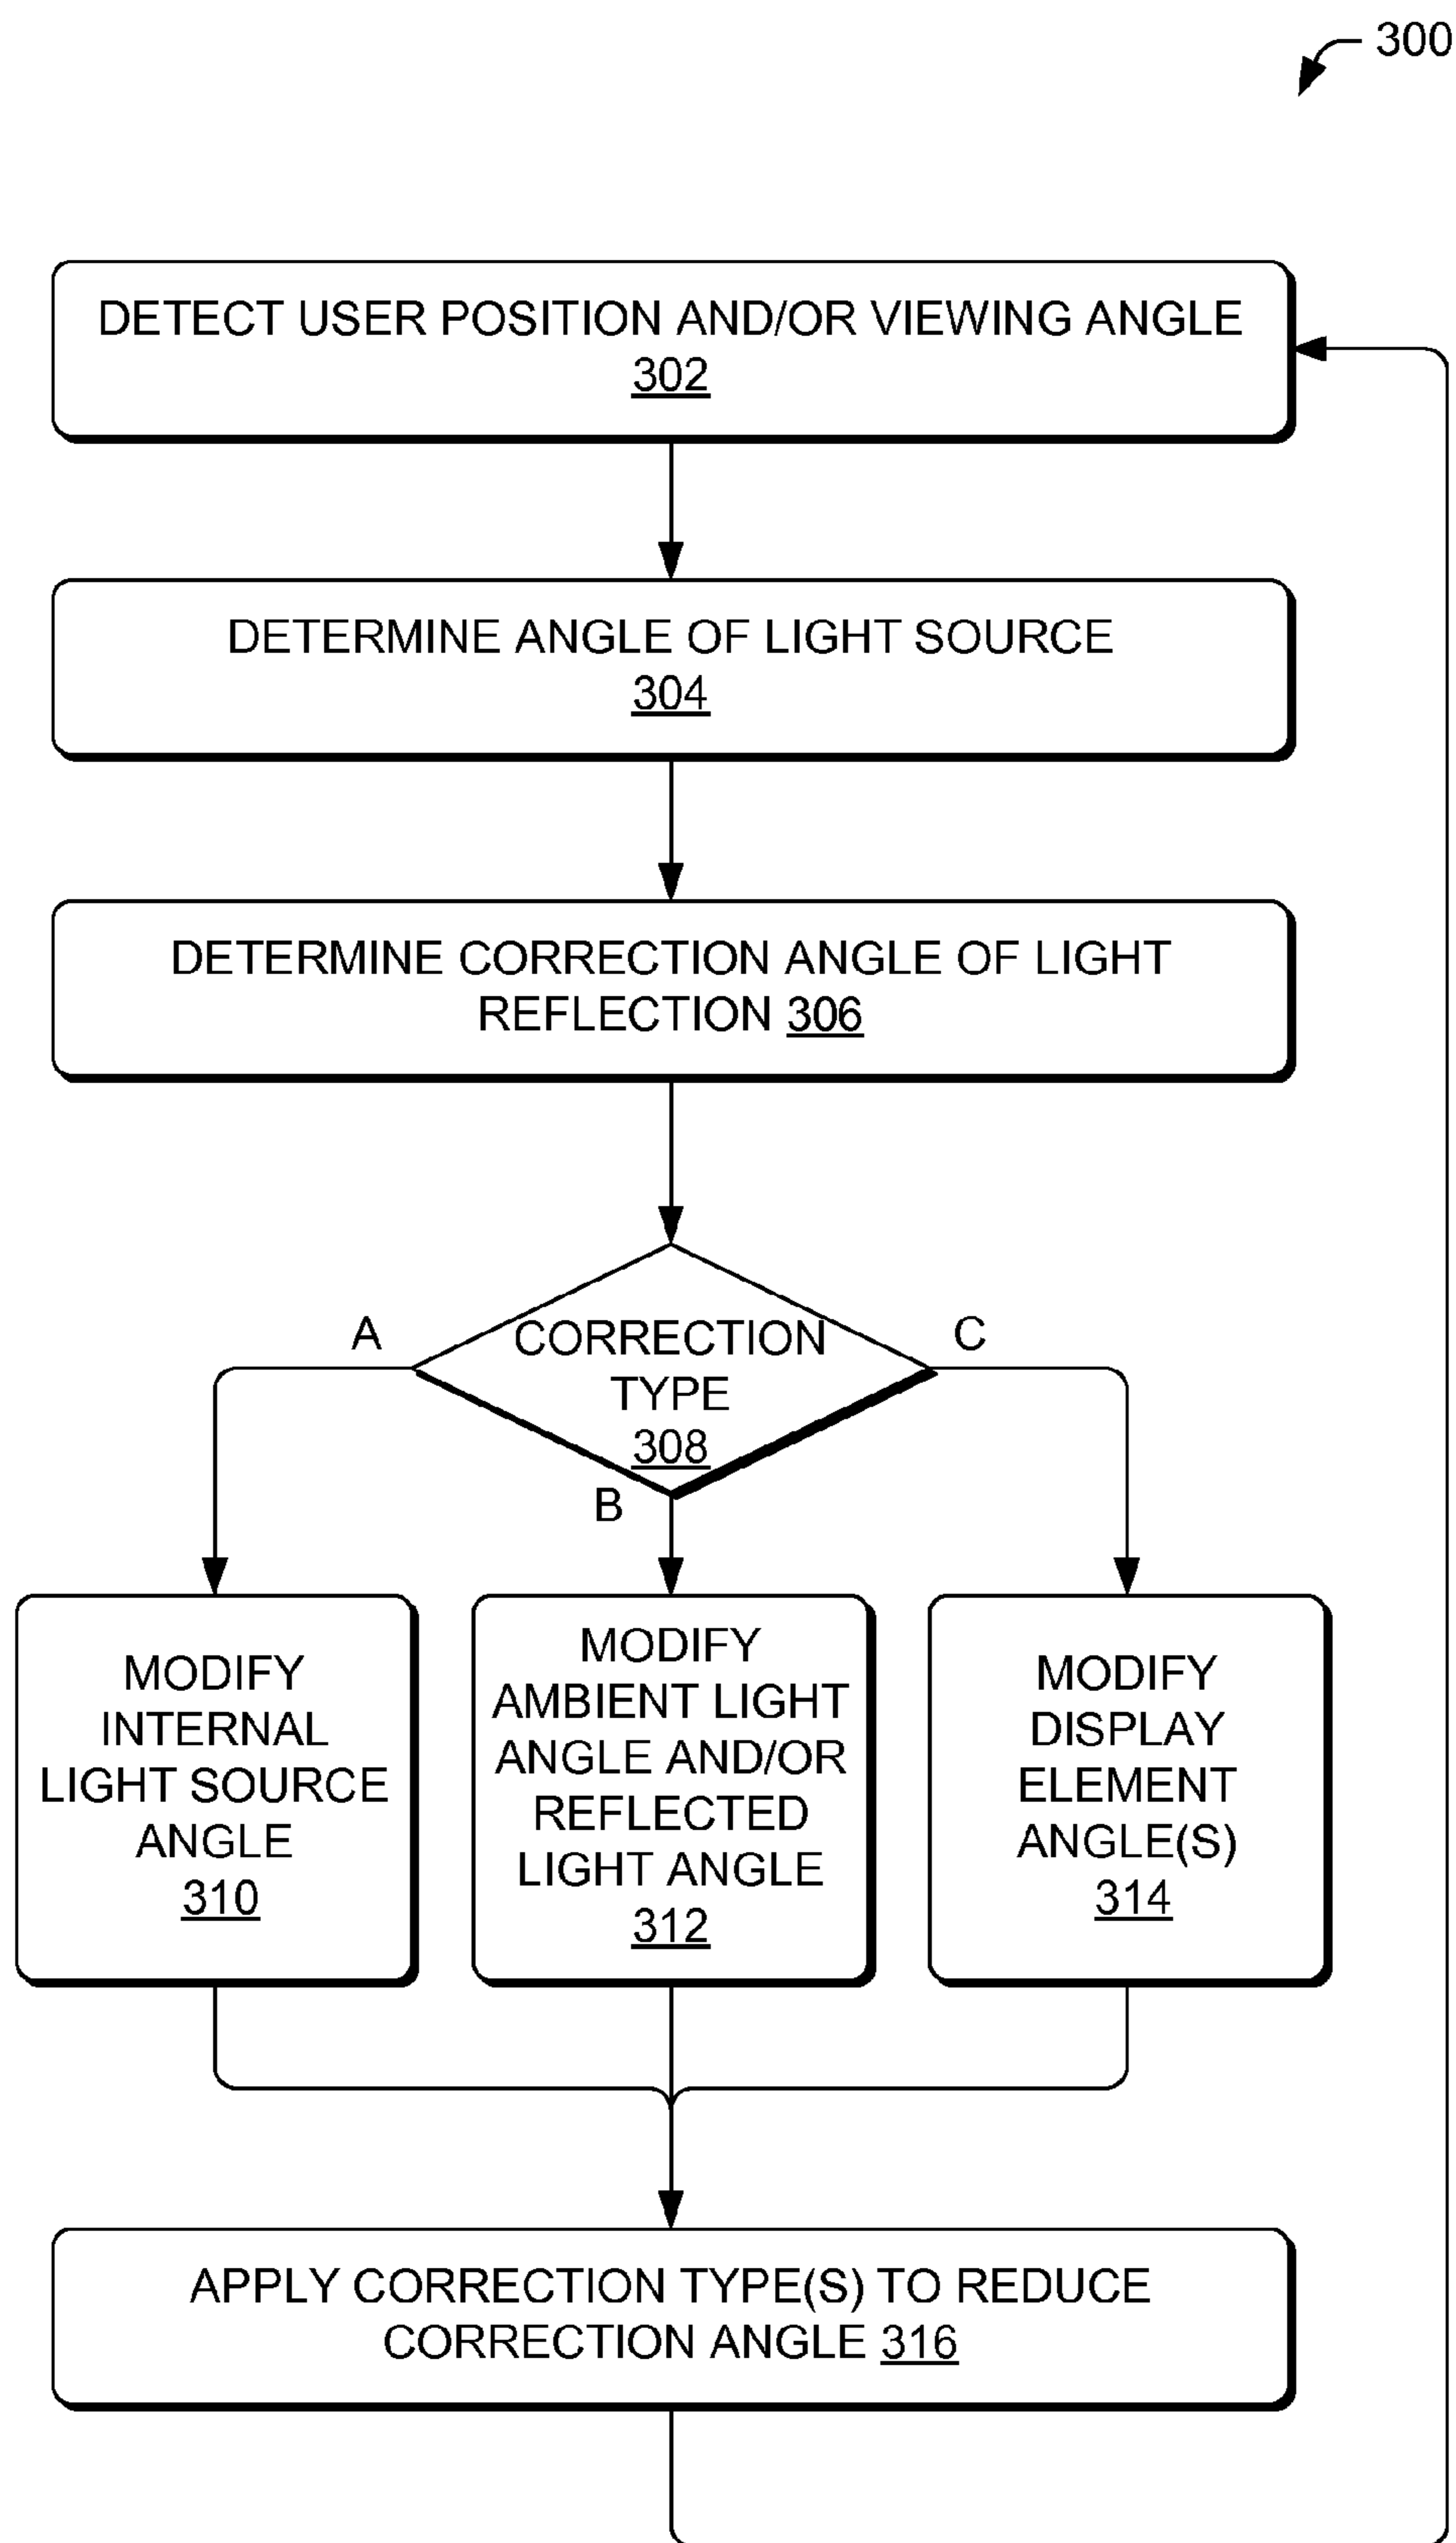 300
DETECT USER POSITION AND/OR VIEWING ANGLE
302
DETERMINE ANGLE OF LIGHT SOURCE
304
DETERMINE CORRECTION ANGLE OF LIGHT
REFLECTION 306
A
C
CORRECTION
TYPE
308
B
MODIFY
INTERNAL
LIGHT SOURCE
ANGLE
310
MODIFY
AMBIENT LIGHT
ANGLE AND/OR
REFLECTED
LIGHT ANGLE
312
MODIFY
DISPLAY
ELEMENT
ANGLE(S)
314
APPLY CORRECTION TYPE(S) TO REDUCE
CORRECTION ANGLE 316